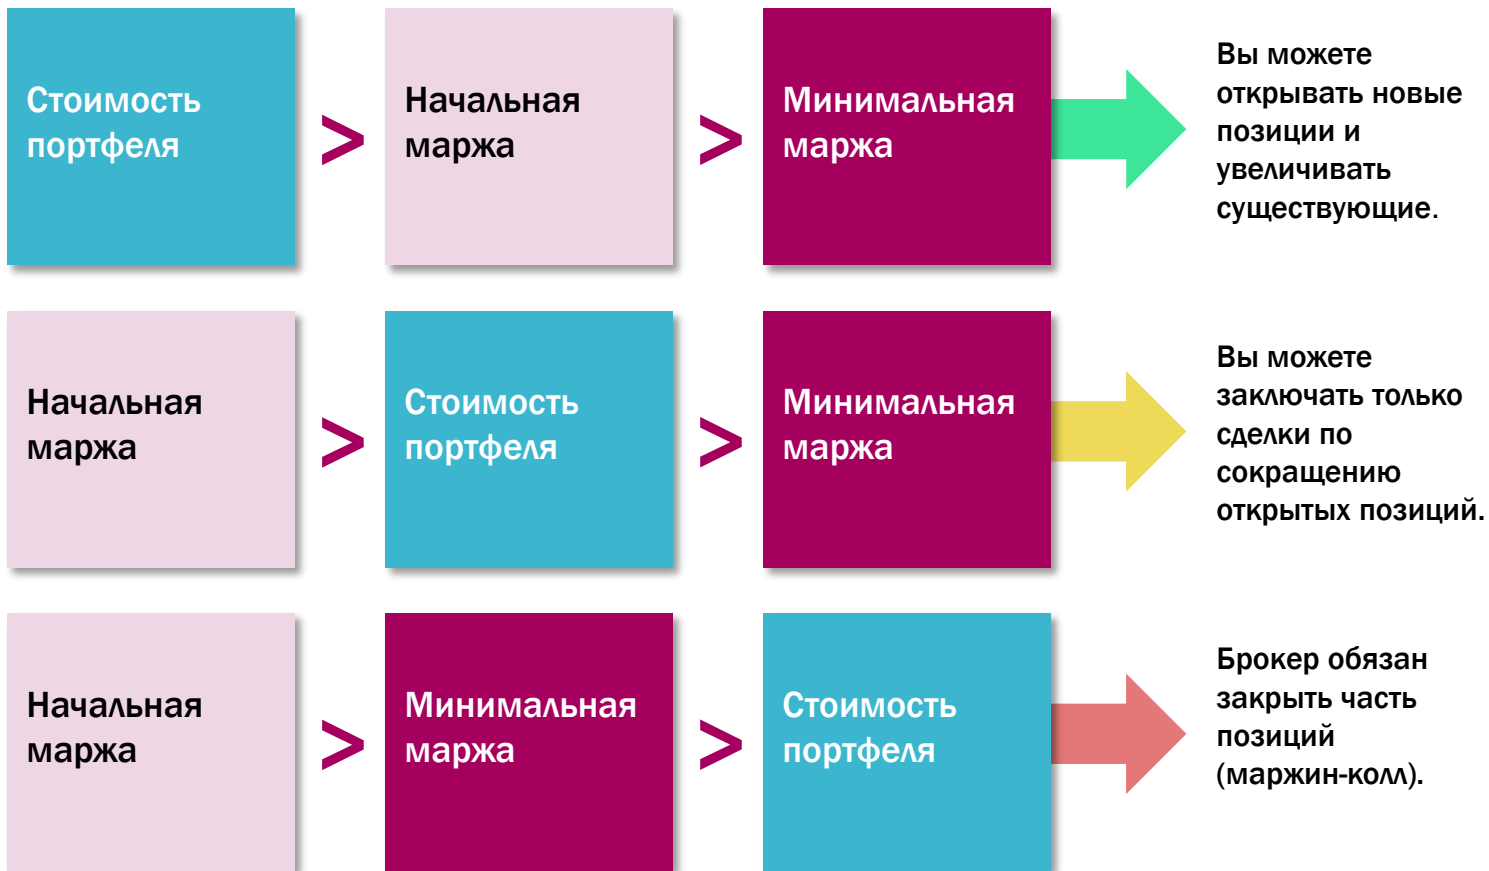 Стоимость
портфеля
>
Начальная
маржа
>
Минимальная
маржа
Вы можете
открывать новые
позиции и
увеличивать
существующие.
Начальная
маржа
>
Стоимость
портфеля
>
Минимальная
маржа
Вы можете
заключать только
сделки по
сокращению
открытых позиций.
Начальная
маржа
>
Минимальная
маржа
>
Стоимость
портфеля
Брокер обязан
закрыть часть
позиций
(маржин-колл).